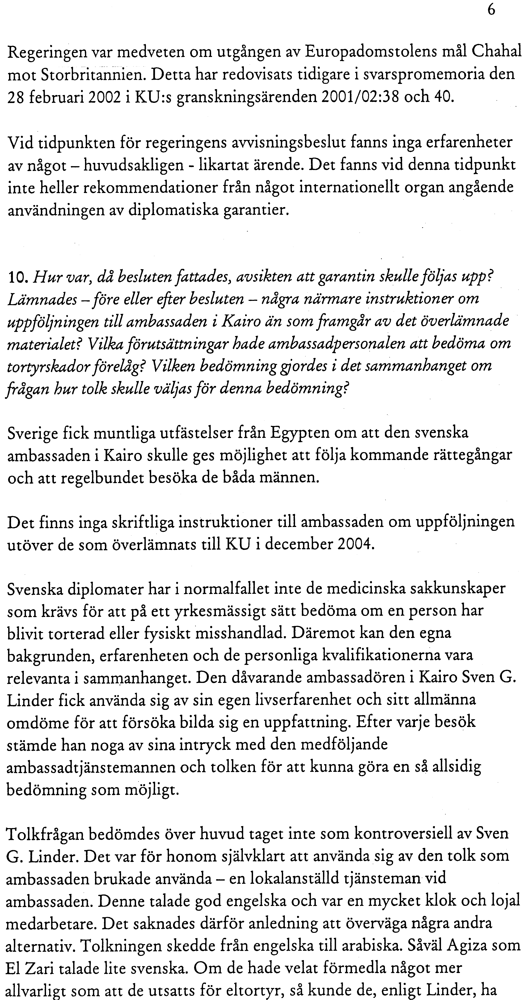 6
Regeringen var medveten om utgången av Europadomstolens mål Chahal
mot Storbritannien. Detta har redovisats tidigare i svarspromemoria den
28 februari 2002 i KU:s granskningsärenden 2001/02:38 och 40.
Vid tidpunkten för regeringens avvisningsbeslut fanns inga erfarenheter
av något – huvudsakligen - likartat ärende. Det fanns vid denna tidpunkt
inte heller rekommendationer från något internationellt organ angående
användningen av diplomatiska garantier.
10. Hur var, då besluten fattades, avsikten att garantin skulle följas upp?
Lämnades – före eller efter besluten – några närmare instruktioner om
uppföljningen till ambassaden i Kairo än som framgår av det överlämnade
materialet? Vilka förutsättningar hade ambassadpersonalen att bedöma om
tortyrskador förelåg? Vilken bedömning gjordes i det sammanhanget om
frågan hur tolk skulle väljas för denna bedömning?
Sverige fick muntliga utfästelser från Egypten om att den svenska
ambassaden i Kairo skulle ges möjlighet att följa kommande rättegångar
och att regelbundet besöka de båda männen.
Det finns inga skriftliga instruktioner till ambassaden om uppföljningen
utöver de som överlämnats till KU i december 2004.
Svenska diplomater har i normalfallet inte de medicinska sakkunskaper
som krävs för att på ett yrkesmässigt sätt bedöma om en person har
blivit torterad eller fysiskt misshandlad. Däremot kan den egna
bakgrunden, erfarenheten och de personliga kvalifikationerna vara
relevanta i sammanhanget. Den dåvarande ambassadören i Kairo Sven G.
Linder fick använda sig av sin egen livserfarenhet och sitt allmänna
omdöme för att försöka bilda sig en uppfattning. Efter varje besök
stämde han noga av sina intryck med den medföljande
ambassadtjänstemannen och tolken för att kunna göra en så allsidig
bedömning som möjligt.
Tolkfrågan bedömdes över huvud taget inte som kontroversiell av Sven
G. Linder. Det var för honom självklart att använda sig av den tolk som
ambassaden brukade använda – en lokalanställd tjänsteman vid
ambassaden. Denne talade god engelska och var en mycket klok och lojal
medarbetare. Det saknades därför anledning att överväga några andra
alternativ. Tolkningen skedde från engelska till arabiska. Såväl Agiza som
El Zari talade lite svenska. Om de hade velat förmedla något mer
allvarligt som att de utsatts för eltortyr, så kunde de, enligt Linder, ha